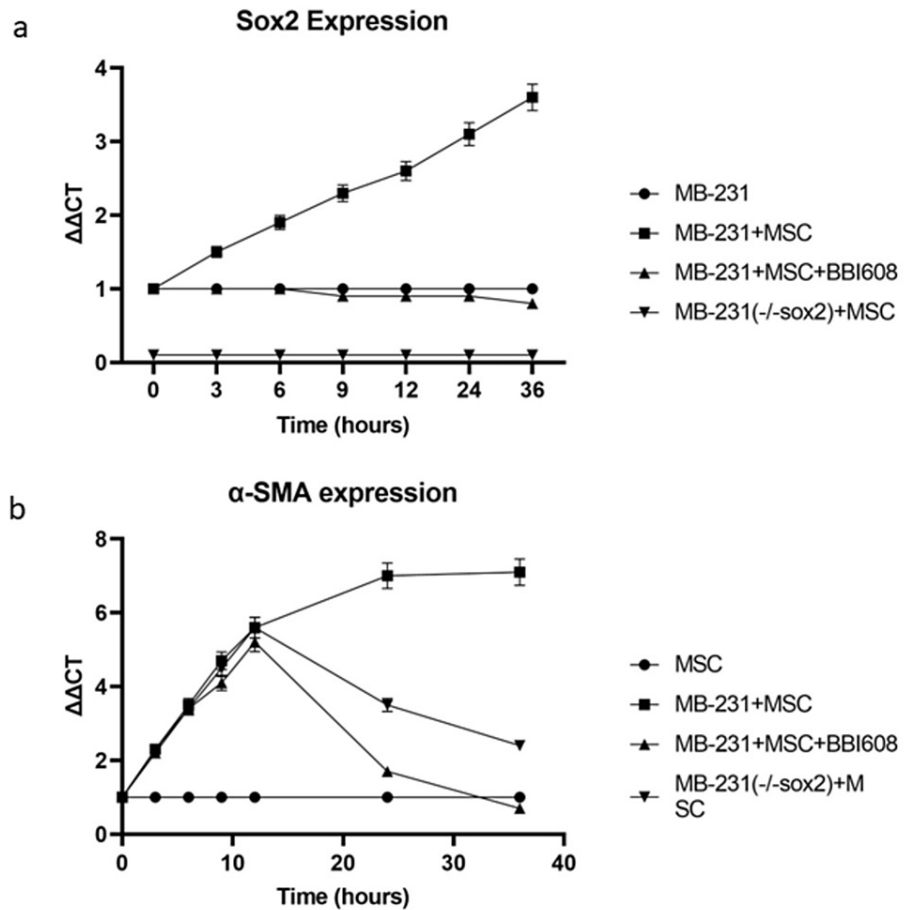 a
Sox2 Expression
4
3
2
1
0
ΔΔCT
0 3 6 9 12 24 36
Time (hours)
MB-231
MB-231+MSC
MB-231+MSC+BBI608
MB-231(-/-sox2)+MSC
b
α-SMA expression
8
6
4
2
0
ΔΔCT
0 10 20 30 40
Time (hours)
MSC
MB-231+MSC
MB-231+MSC+BBI608
MB-231(-/-sox2)+M
SC